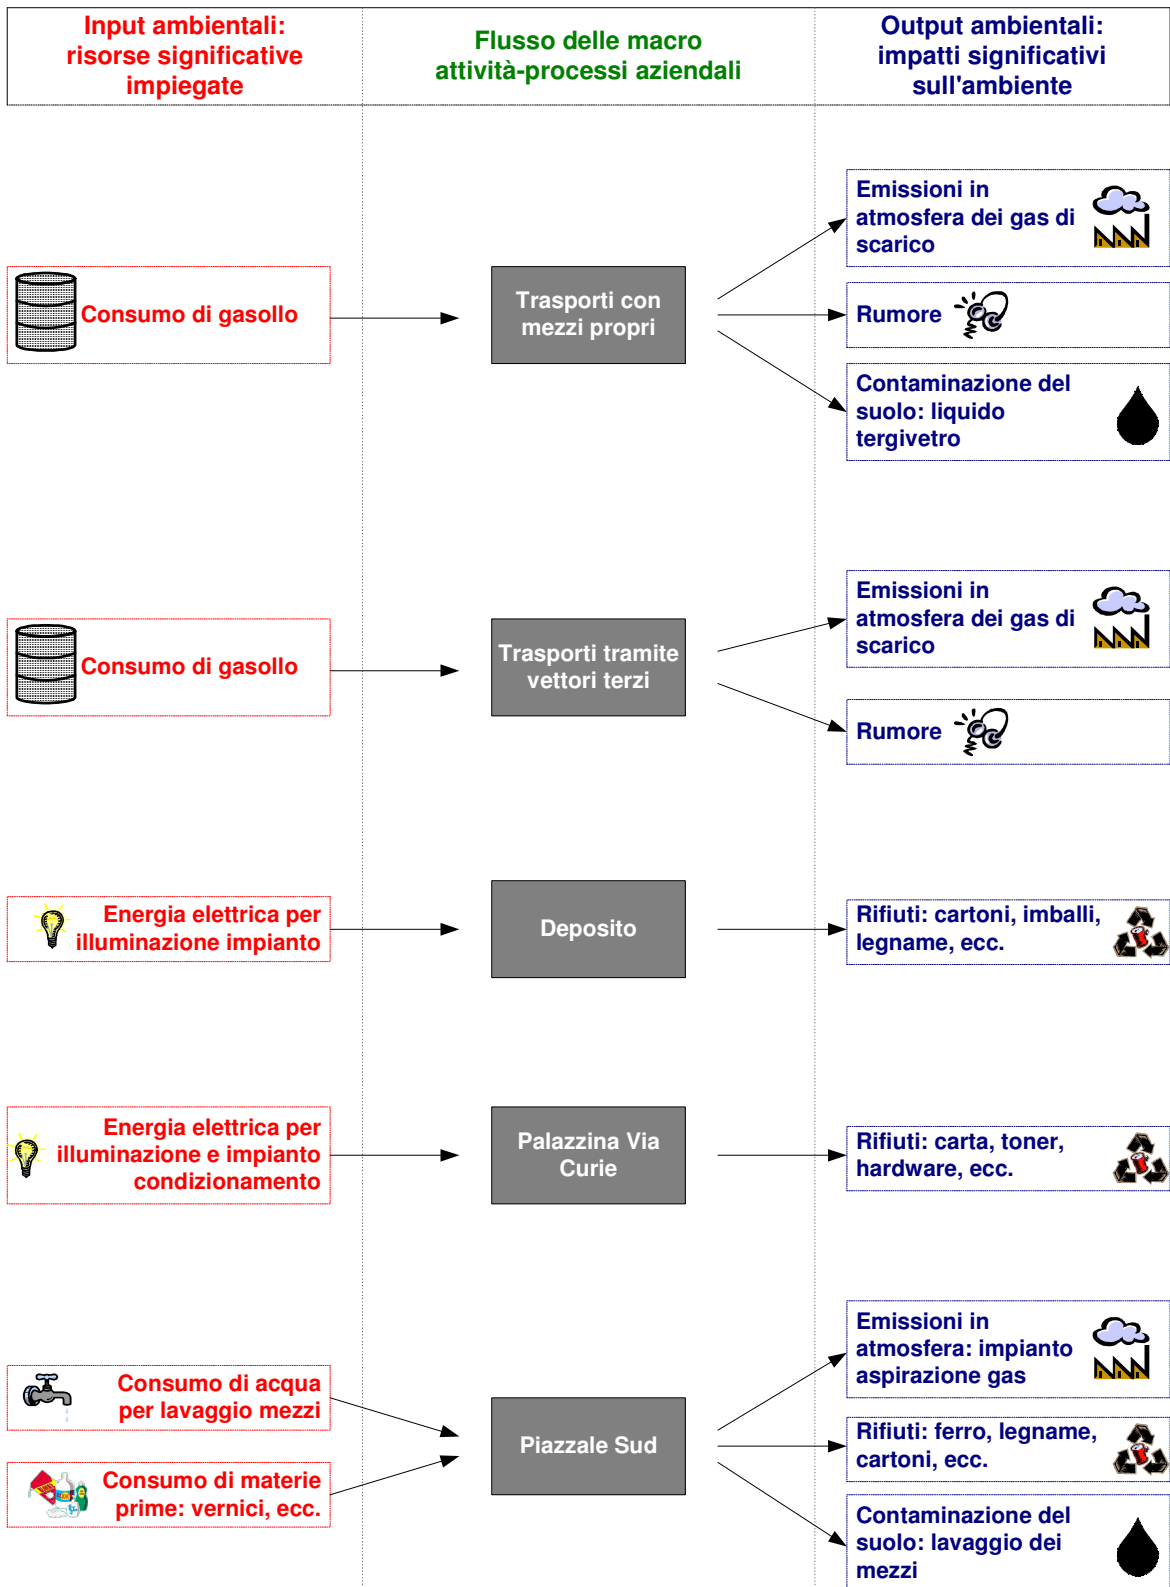 Input ambientali:
risorse significative
impiegate
Flusso delle macro
attività-processi aziendali
Output ambientali:
impatti significativi
sull'ambiente
Consumo di gasollo
Trasporti con
mezzi propri
Emissioni in
atmosfera dei gas di
scarico
Rumore
Contaminazione del
suolo: liquido
tergivetro
Consumo di gasollo
Trasporti tramite
vettori terzi
Emissioni in
atmosfera dei gas di
scarico
Rumore
Energia elettrica per
illuminazione impianto
Deposito
Rifiuti: cartoni, imballi,
legname, ecc.
Energia elettrica per
illuminazione e impianto
condizionamento
Palazzina Via
Curie
Rifiuti: carta, toner,
hardware, ecc.
Consumo di acqua
per lavaggio mezzi
Consumo di materie
prime: vernici, ecc.
Piazzale Sud
Emissioni in
atmosfera: impianto
aspirazione gas
Rifiuti: ferro, legname,
cartoni, ecc.
Contaminazione del
suolo: lavaggio dei
mezzi